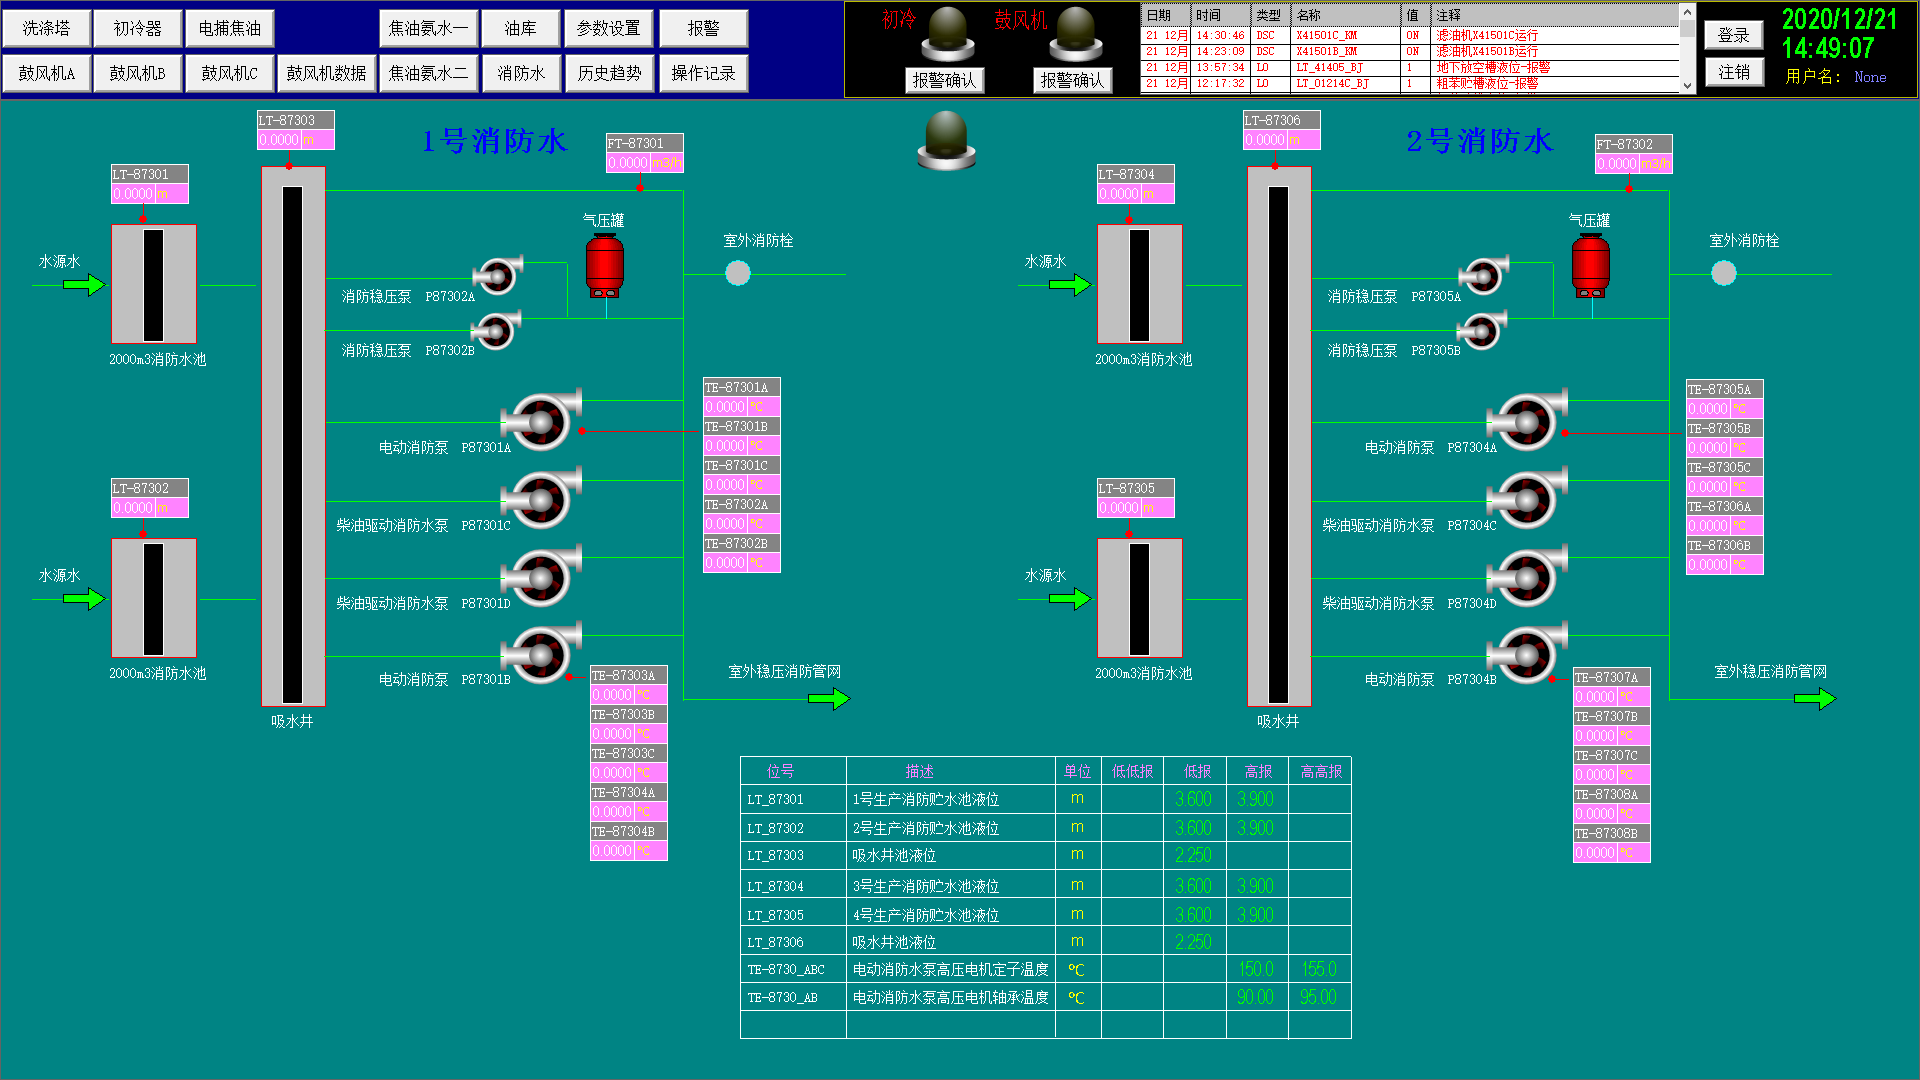 洗涤塔 初冷器 电捕焦油 焦油氨水一 油库 参数设置 报警
鼓风机A 鼓风机B 鼓风机C 鼓风机数据 焦油氨水二 消防水 历史趋势 操作记录
初冷 鼓风机
报警确认 报警确认
日期 时间 类型 名称 值 注释
21 12月 14:30:46 DSC X41501C_KM ON 滤油机X41501C运行
21 12月 14:23:09 DSC X41501B_KM ON 滤油机X41501B运行
21 12月 13:57:34 LO LT_41405_BJ 1 地下放空槽液位-报警
21 12月 12:17:32 LO LT_01214C_BJ 1 粗苯贮槽液位-报警
登录
注销
2020/12/21
14:49:07
用户名: None
1号消防水
LT-87303
0.0000 m
FT-87301
0.0000 m3/h
LT-87301
0.0000 m
气压罐
室外消防栓
水源水
消防稳压泵 P87302A
消防稳压泵 P87302B
2000m3消防水池
TE-87301A
0.0000 ℃
TE-87301B
0.0000 ℃
TE-87301C
0.0000 ℃
TE-87302A
0.0000 ℃
TE-87302B
0.0000 ℃
电动消防泵 P87301A
LT-87302
0.0000 m
柴油驱动消防水泵 P87301C
水源水
柴油驱动消防水泵 P87301D
2000m3消防水池
电动消防泵 P87301B
室外稳压消防管网
吸水井
TE-87303A
0.0000 ℃
TE-87303B
0.0000 ℃
TE-87303C
0.0000 ℃
TE-87304A
0.0000 ℃
TE-87304B
0.0000 ℃
2号消防水
LT-87306
0.0000 m
FT-87302
0.0000 m3/h
LT-87304
0.0000 m
气压罐
室外消防栓
水源水
消防稳压泵 P87305A
消防稳压泵 P87305B
2000m3消防水池
TE-87305A
0.0000 ℃
TE-87305B
0.0000 ℃
TE-87305C
0.0000 ℃
TE-87306A
0.0000 ℃
TE-87306B
0.0000 ℃
电动消防泵 P87304A
LT-87305
0.0000 m
柴油驱动消防水泵 P87304C
水源水
柴油驱动消防水泵 P87304D
2000m3消防水池
电动消防泵 P87304B
室外稳压消防管网
吸水井
TE-87307A
0.0000 ℃
TE-87307B
0.0000 ℃
TE-87307C
0.0000 ℃
TE-87308A
0.0000 ℃
TE-87308B
0.0000 ℃
位号 描述 单位 低低报 低报 高报 高高报
LT_87301 1号生产消防贮水池液位 m 3.600 3.900
LT_87302 2号生产消防贮水池液位 m 3.600 3.900
LT_87303 吸水井池液位 m 2.250
LT_87304 3号生产消防贮水池液位 m 3.600 3.900
LT_87305 4号生产消防贮水池液位 m 3.600 3.900
LT_87306 吸水井池液位 m 2.250
TE-8730_ABC 电动消防水泵高压电机定子温度 ℃ 150.0 155.0
TE-8730_AB 电动消防水泵高压电机轴承温度 ℃ 90.00 95.00